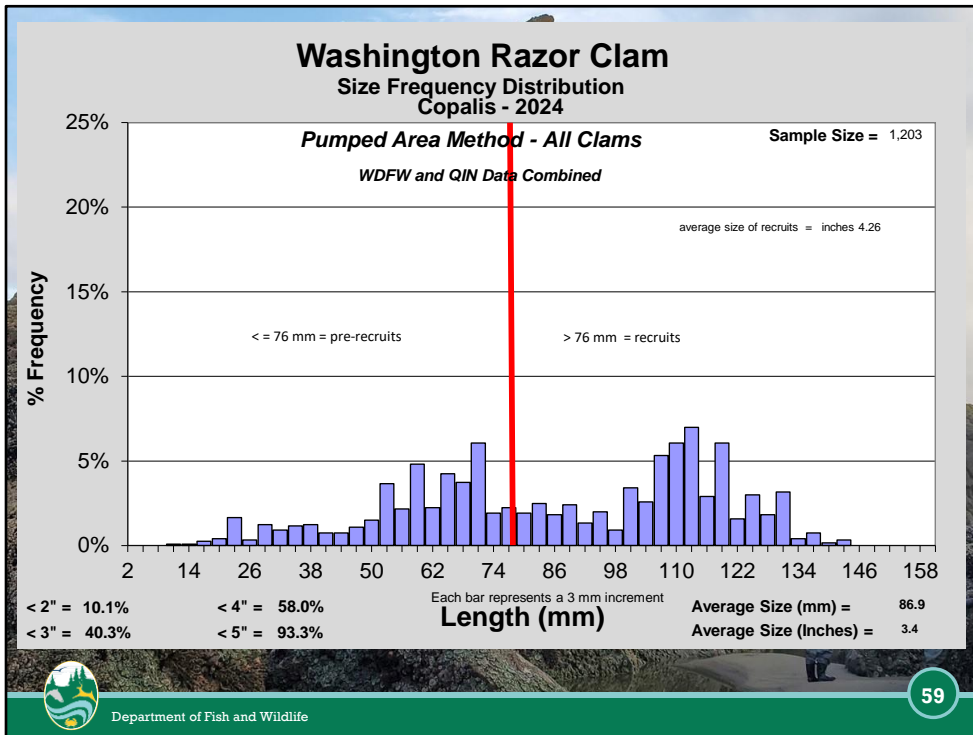 Washington Razor Clam
Size Frequency Distribution
Copalis - 2024
Pumped Area Method - All Clams
Sample Size = 1,203
WDFW and QIN Data Combined
average size of recruits = inches 4.26
< = 76 mm = pre-recruits
> 76 mm = recruits
% Frequency
25%
20%
15%
10%
5%
0%
2 14 26 38 50 62 74 86 98 110 122 134 146 158
Each bar represents a 3 mm increment
Length (mm)
< 2" = 10.1%
< 4" = 58.0%
< 3" = 40.3%
< 5" = 93.3%
Average Size (mm) = 86.9
Average Size (Inches) = 3.4
Department of Fish and Wildlife
59